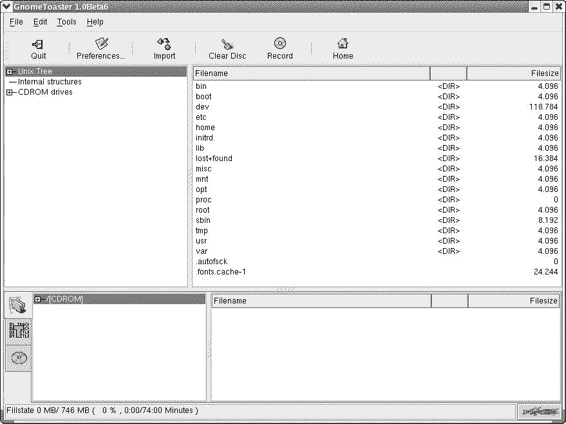 GnomeToaster 1.0Beta6
File Edit Tools Help
Quit Preferences... Import Clear Disc Record Home
Unix Tree
Internal structures
CDROM drives
Filename Filesize
bin <DIR> 4.096
boot <DIR> 4.096
dev <DIR> 118.784
etc <DIR> 4.096
home <DIR> 4.096
initrd <DIR> 4.096
lib <DIR> 4.096
lost+found <DIR> 16.384
misc <DIR> 4.096
mnt <DIR> 4.096
opt <DIR> 4.096
proc <DIR> 0
root <DIR> 4.096
sbin <DIR> 8.192
tmp <DIR> 4.096
usr <DIR> 4.096
var <DIR> 4.096
.autofsck 0
.fonts.cache-1 24.244
/[CDROM]
Filename Filesize
Fillstate 0 MB/ 746 MB ( 0 % , 0:00/74:00 Minutes )